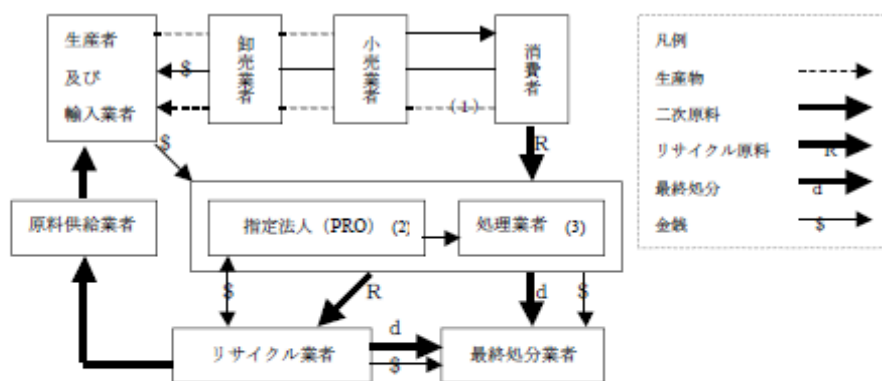 生産者
及び
輸入業者
卸売業者
小売業者
消費者
$
(1)
$
R
原料供給業者
指定法人（PRO） (2)
処理業者 (3)
$
R
d
$
リサイクル業者
d
$
最終処分業者
凡例
生産物
二次原料
リサイクル原料 R
最終処分 d
金銭 $